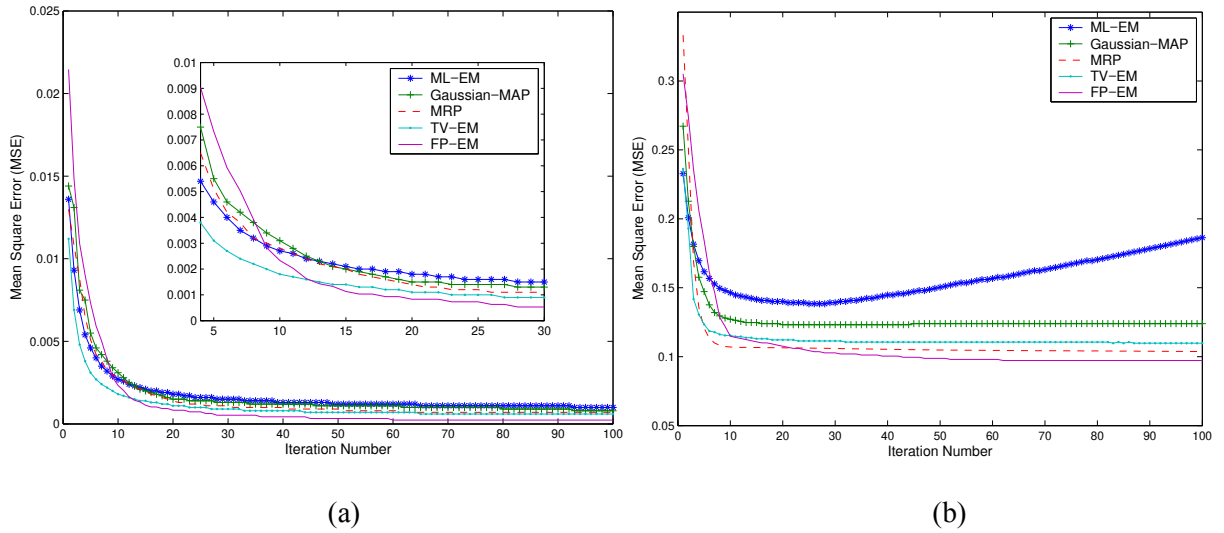 0.025
0.02
0.015
0.01
0.005
0
Mean Square Error (MSE)
0.01
0.009
0.008
0.007
0.006
0.005
0.004
0.003
0.002
0.001
0
5 10 15 20 25 30
ML-EM
Gaussian-MAP
MRP
TV-EM
FP-EM
0 10 20 30 40 50 60 70 80 90 100
Iteration Number
(a)
0.3
0.25
0.2
0.15
0.1
0.05
Mean Square Error (MSE)
ML-EM
Gaussian-MAP
MRP
TV-EM
FP-EM
0 10 20 30 40 50 60 70 80 90 100
Iteration Number
(b)